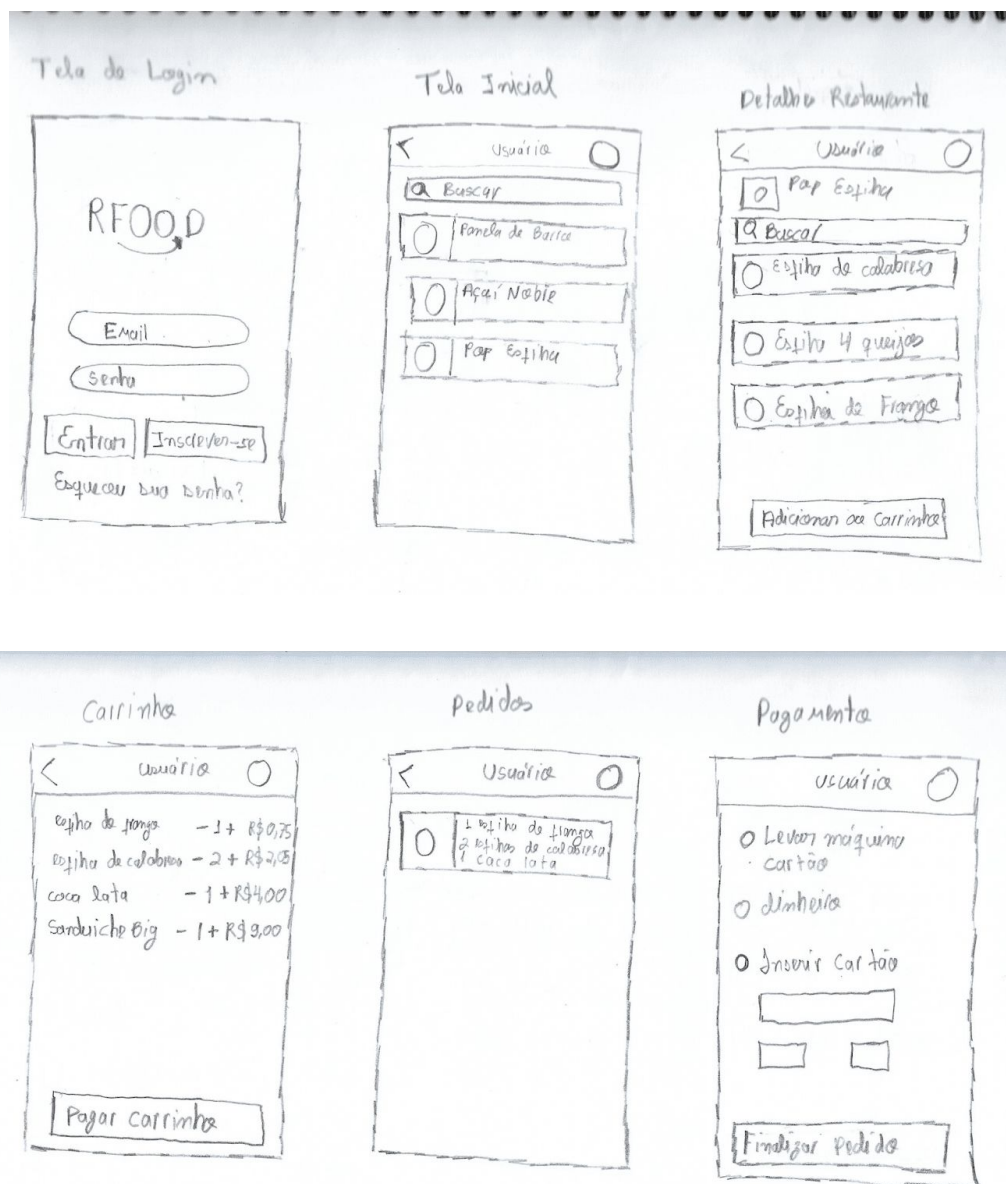 Tela de Login
RFOOD
Email
Senha
Entrar
Inscrever-se
Esqueceu sua senha?
Tela Inicial
Usuário
Buscar
Panela de Barro
Açaí Noble
Pap Esfiha
Detalhe Restaurante
Usuário
Pap Esfiha
Buscar
Esfiha de calabresa
Esfiha 4 queijos
Esfiha de Frango
Adicionar ao Carrinho
Carrinho
Usuário
esfiha de frango - 1 + R$ 0,75
esfiha de calabresa - 2 + R$ 2,05
coca lata - 1 + R$4,00
Sanduiche Big - 1 + R$ 9,00
Pagar Carrinho
Pedidos
Usuário
1 esfiha de frango
2 esfihas de calabresa
1 coca lata
Pagamento
Usuário
Levar máquina
cartão
dinheiro
Inserir Cartão
Finalizar Pedido